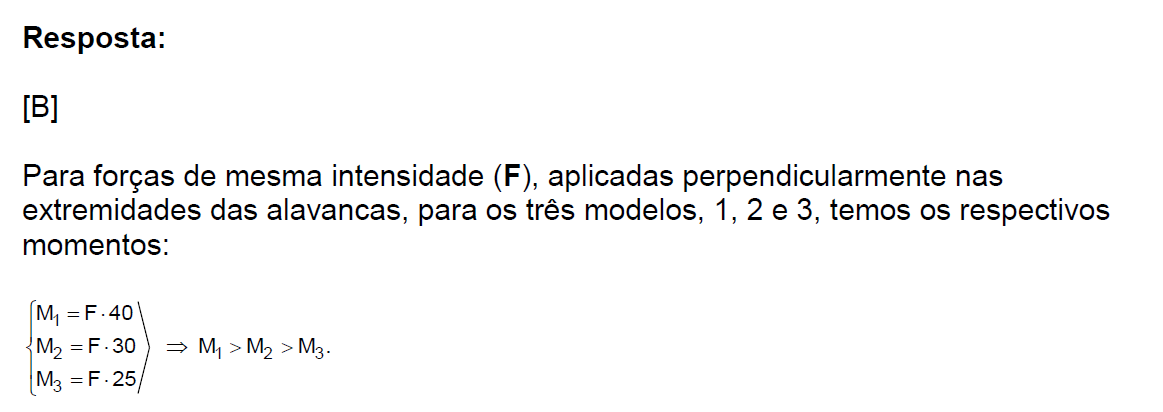 Resposta:
[B]
Para forças de mesma intensidade (F), aplicadas perpendicularmente nas
extremidades das alavancas, para os três modelos, 1, 2 e 3, temos os respectivos
momentos:
M₁ = F · 40
M₂ = F · 30 ⇒ M₁ > M₂ > M₃.
M₃ = F · 25